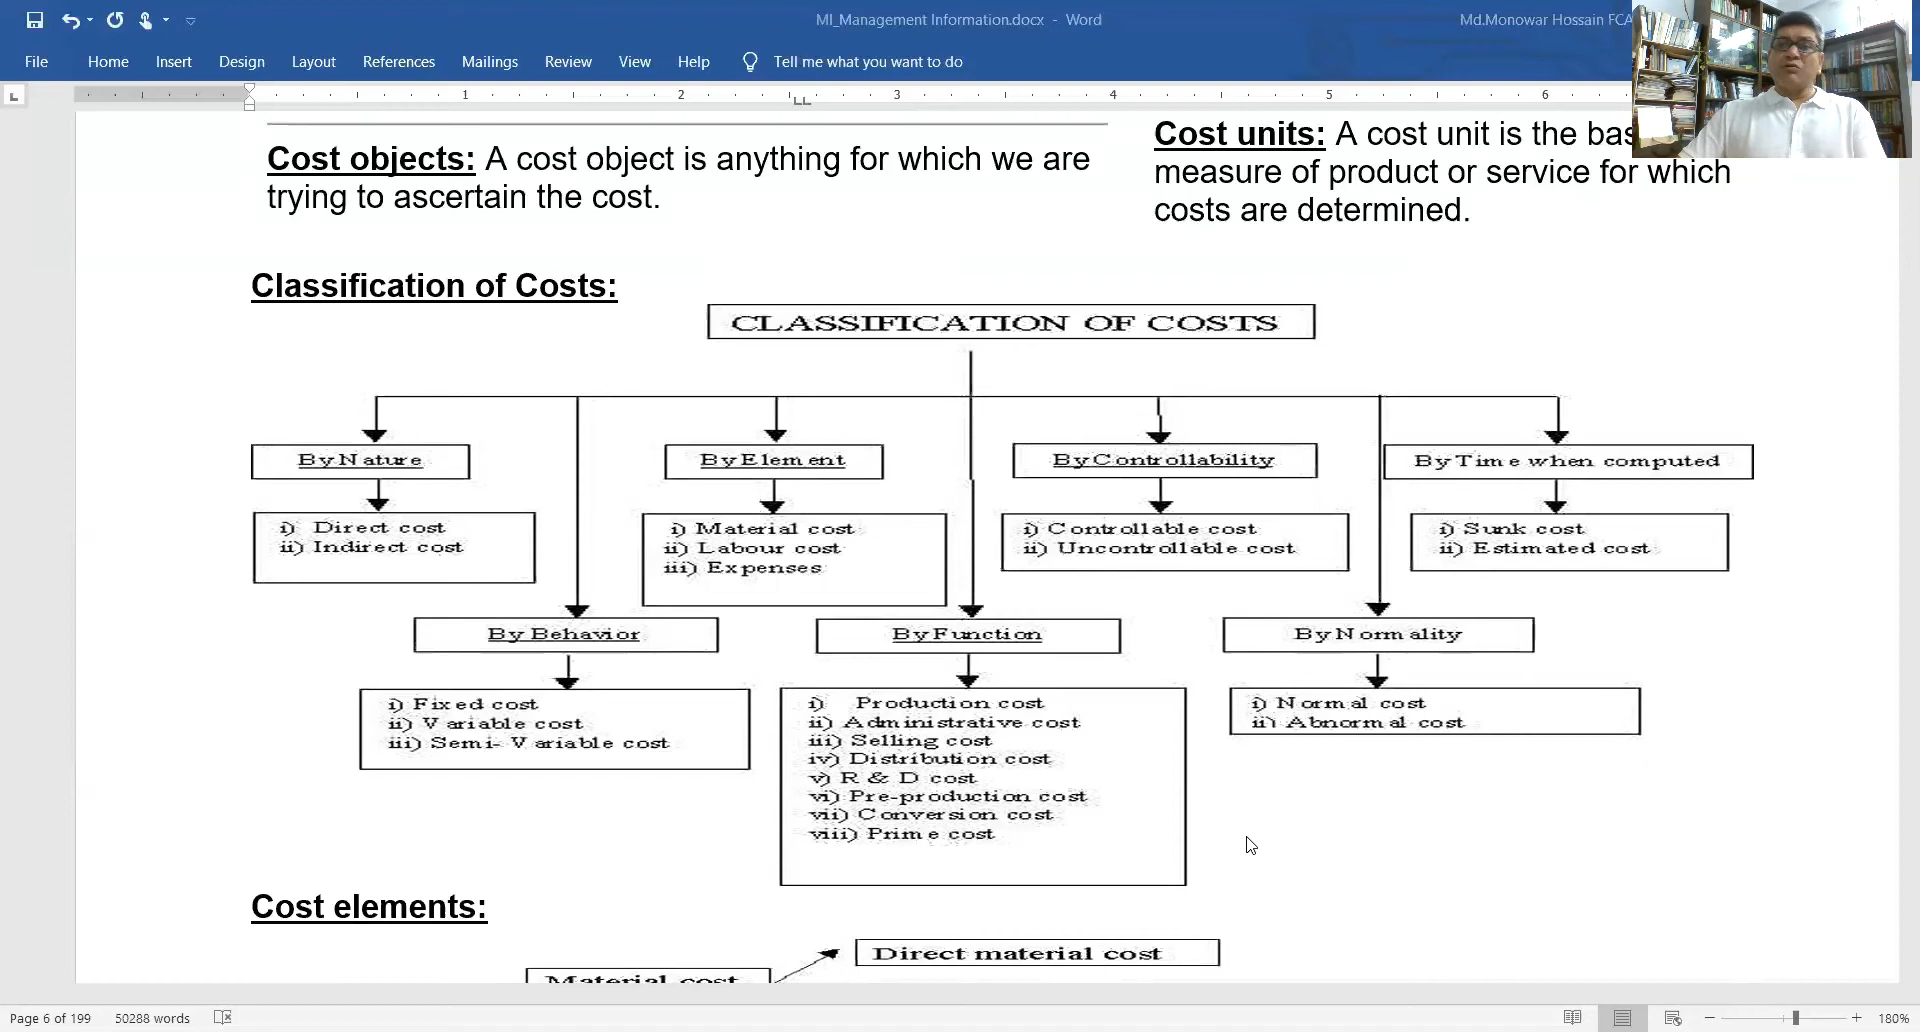 MI_Management Information.docx - Word
Md.Monowar Hossain FCA
File Home Insert Design Layout References Mailings Review View Help Tell me what you want to do
1 2 3 4 5 6
Cost objects: A cost object is anything for which we are
trying to ascertain the cost.
Cost units: A cost unit is the bas
measure of product or service for which
costs are determined.
Classification of Costs:
CLASSIFICATION OF COSTS
By Nature
By Element
By Controllability
By Time when computed
i) Direct cost
ii) Indirect cost
i) Material cost
ii) Labour cost
iii) Expenses
i) Controllable cost
ii) Uncontrollable cost
i) Sunk cost
ii) Estimated cost
By Behavior
By Function
By Normality
i) Fixed cost
ii) Variable cost
iii) Semi- Variable cost
i) Production cost
ii) Administrative cost
iii) Selling cost
iv) Distribution cost
v) R & D cost
vi) Pre-production cost
vii) Conversion cost
viii) Prime cost
i) Normal cost
ii) Abnormal cost
Cost elements:
Direct material cost
Material cost
Page 6 of 199 50288 words
180%